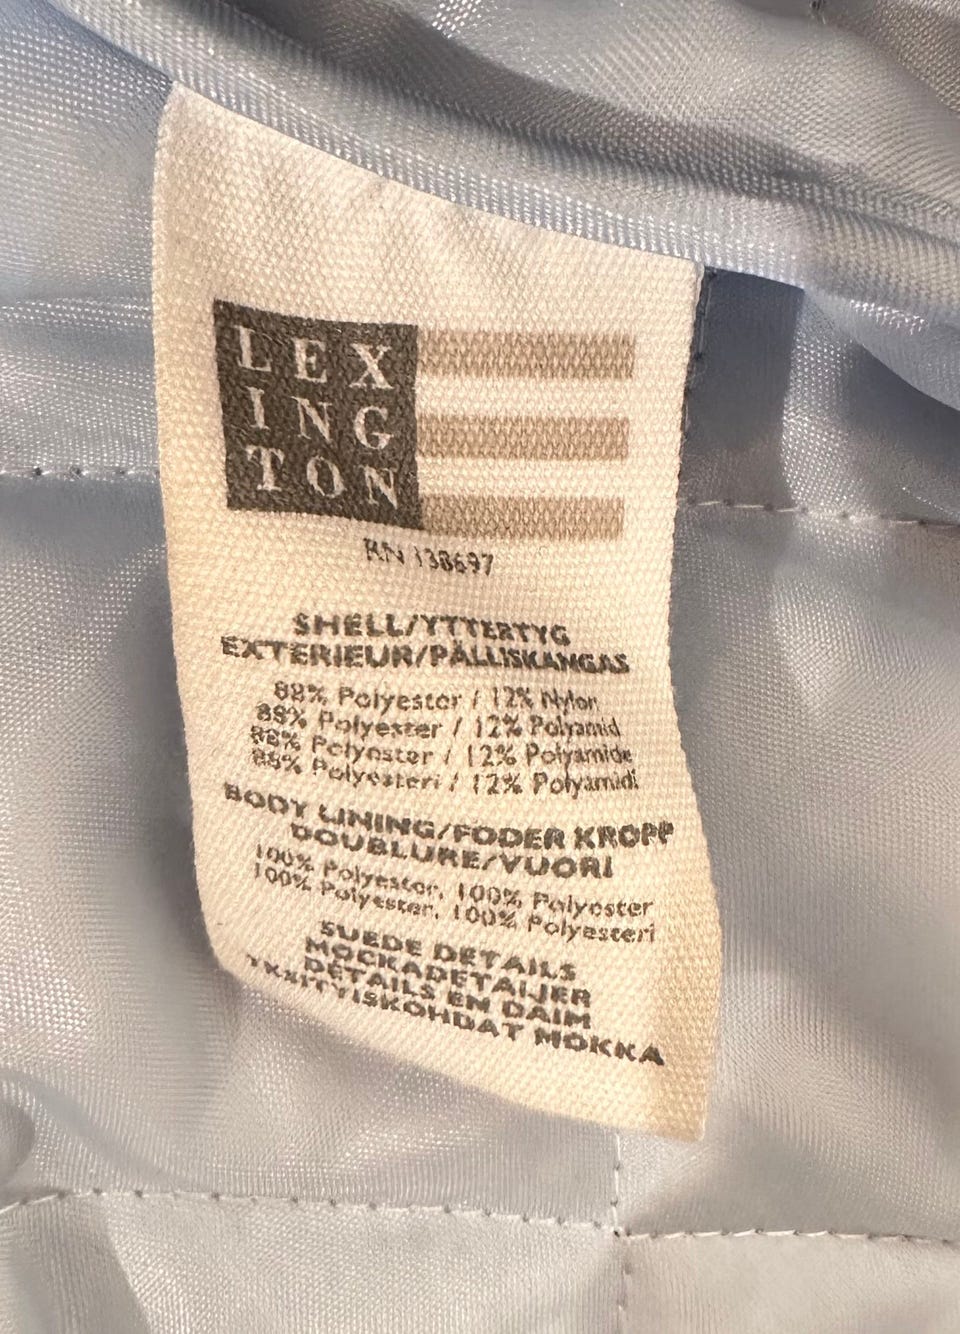 LEX
ING
TON
RN 138697
SHELL/YTTERTYG
EXTERIEUR/PÄLLISKANGAS
88% Polyester / 12% Nylon
88% Polyester / 12% Polyamid
88% Polyester / 12% Polyamide
88% Polyesteri / 12% Polyamidi
BODY LINING/FODER KROPP
DOUBLURE/VUORI
100% Polyester, 100% Polyester
100% Polyester, 100% Polyesteri
SUEDE DETAILS
MOCKADETALJER
DÉTAILS EN DAIM
YKSITYISKOHDAT MOKKA